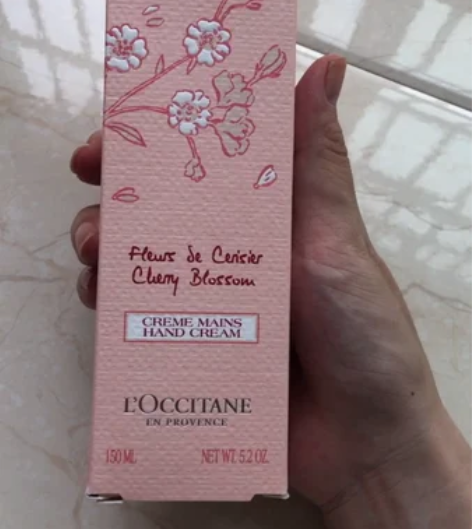 Fleurs de Cerisier
Cherry Blossom
CREME MAINS
HAND CREAM
L'OCCITANE
EN PROVENCE
150 ML NET WT. 5.2 OZ.